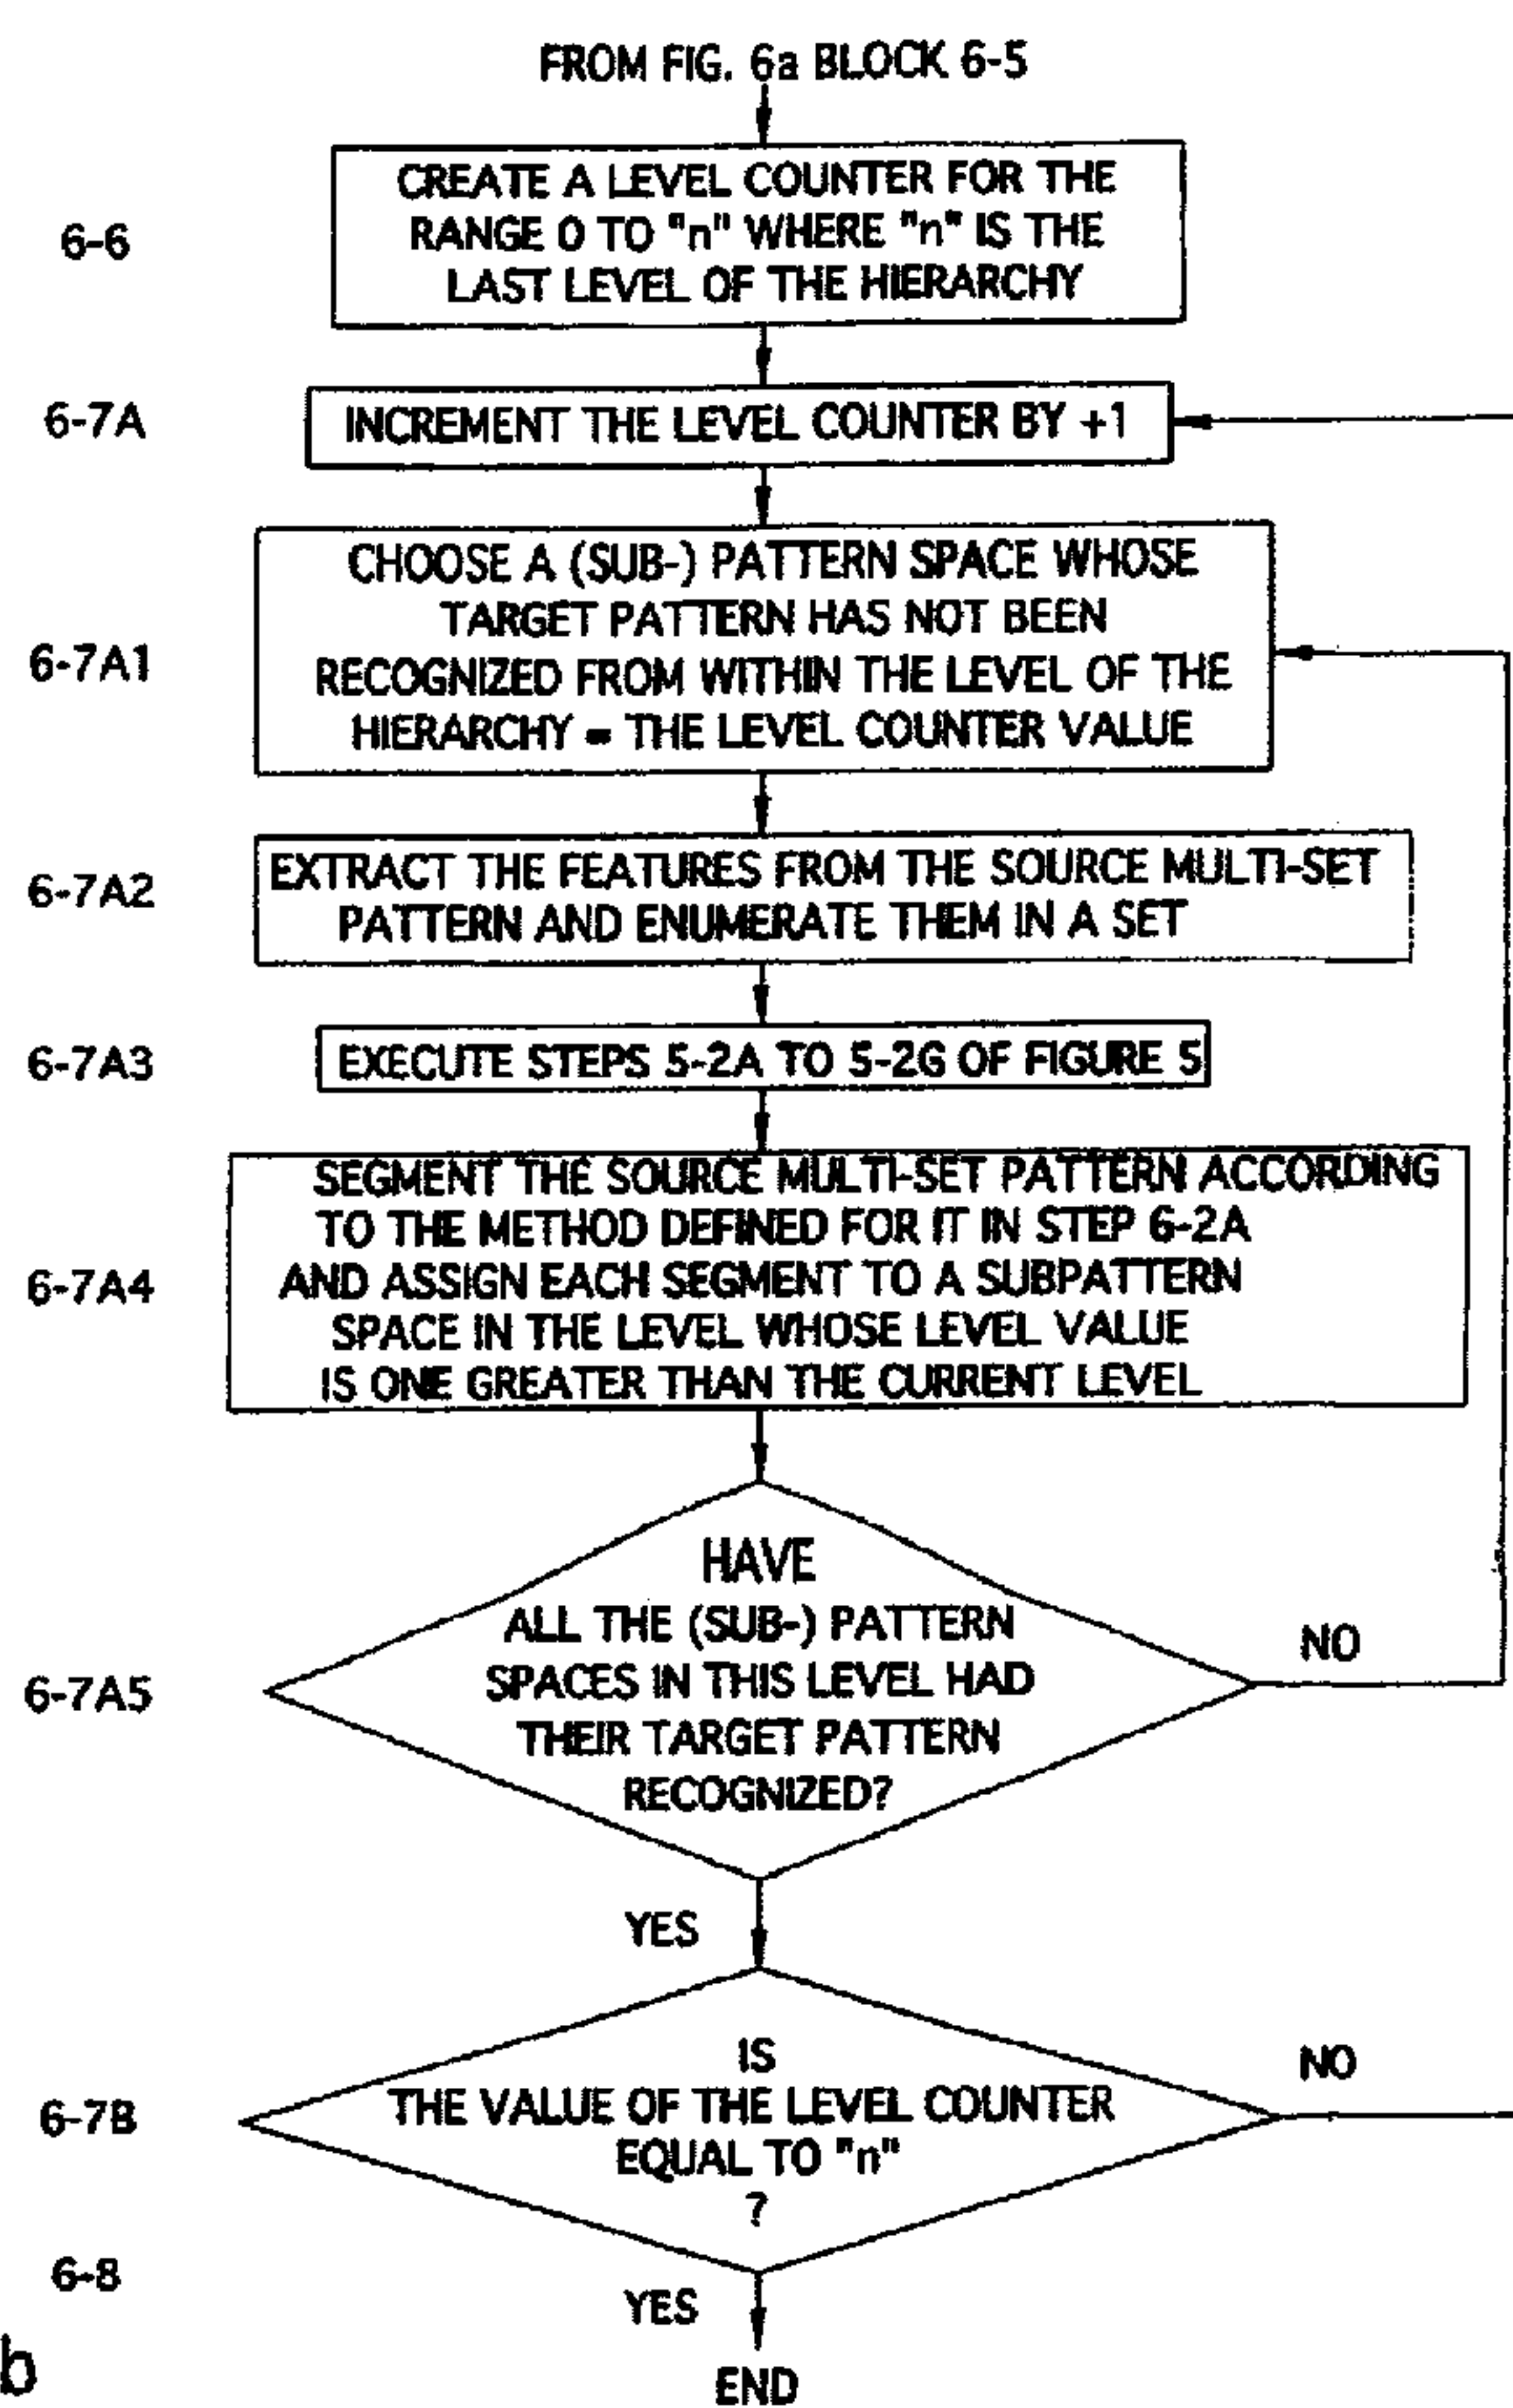 FROM FIG. 6a BLOCK 6-5
6-6
CREATE A LEVEL COUNTER FOR THE
RANGE 0 TO "n" WHERE "n" IS THE
LAST LEVEL OF THE HIERARCHY
6-7A
INCREMENT THE LEVEL COUNTER BY +1
6-7A1
CHOOSE A (SUB-) PATTERN SPACE WHOSE
TARGET PATTERN HAS NOT BEEN
RECOGNIZED FROM WITHIN THE LEVEL OF THE
HIERARCHY = THE LEVEL COUNTER VALUE
6-7A2
EXTRACT THE FEATURES FROM THE SOURCE MULTI-SET
PATTERN AND ENUMERATE THEM IN A SET
6-7A3
EXECUTE STEPS 5-2A TO 5-2G OF FIGURE 5
6-7A4
SEGMENT THE SOURCE MULTI-SET PATTERN ACCORDING
TO THE METHOD DEFINED FOR IT IN STEP 6-2A
AND ASSIGN EACH SEGMENT TO A SUBPATTERN
SPACE IN THE LEVEL WHOSE LEVEL VALUE
IS ONE GREATER THAN THE CURRENT LEVEL
6-7A5
HAVE
ALL THE (SUB-) PATTERN
SPACES IN THIS LEVEL HAD
THEIR TARGET PATTERN
RECOGNIZED?
NO
YES
6-7B
IS
THE VALUE OF THE LEVEL COUNTER
EQUAL TO "n"
?
NO
6-8
YES
END
b